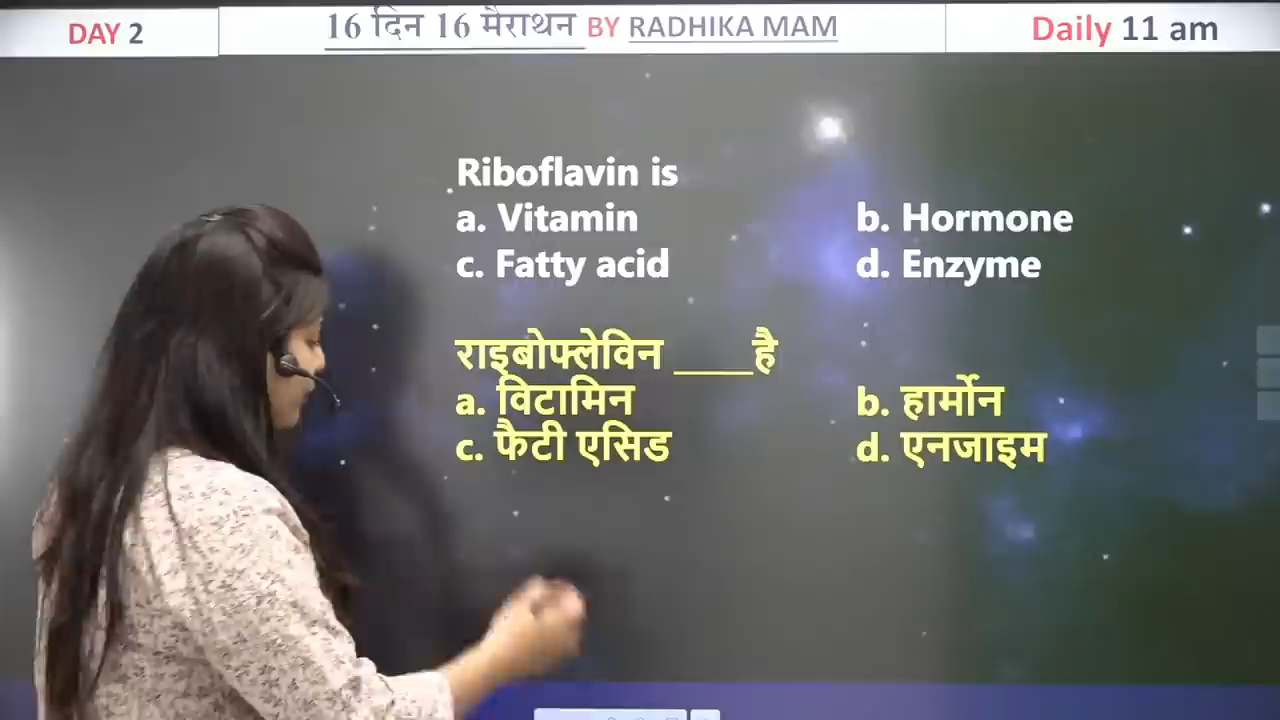 DAY 2
16 दिन 16 मैराथन BY RADHIKA MAM
Daily 11 am
Riboflavin is
a. Vitamin b. Hormone
c. Fatty acid d. Enzyme
राइबोफ्लेविन ____है
a. विटामिन b. हार्मोन
c. फैटी एसिड d. एनजाइम